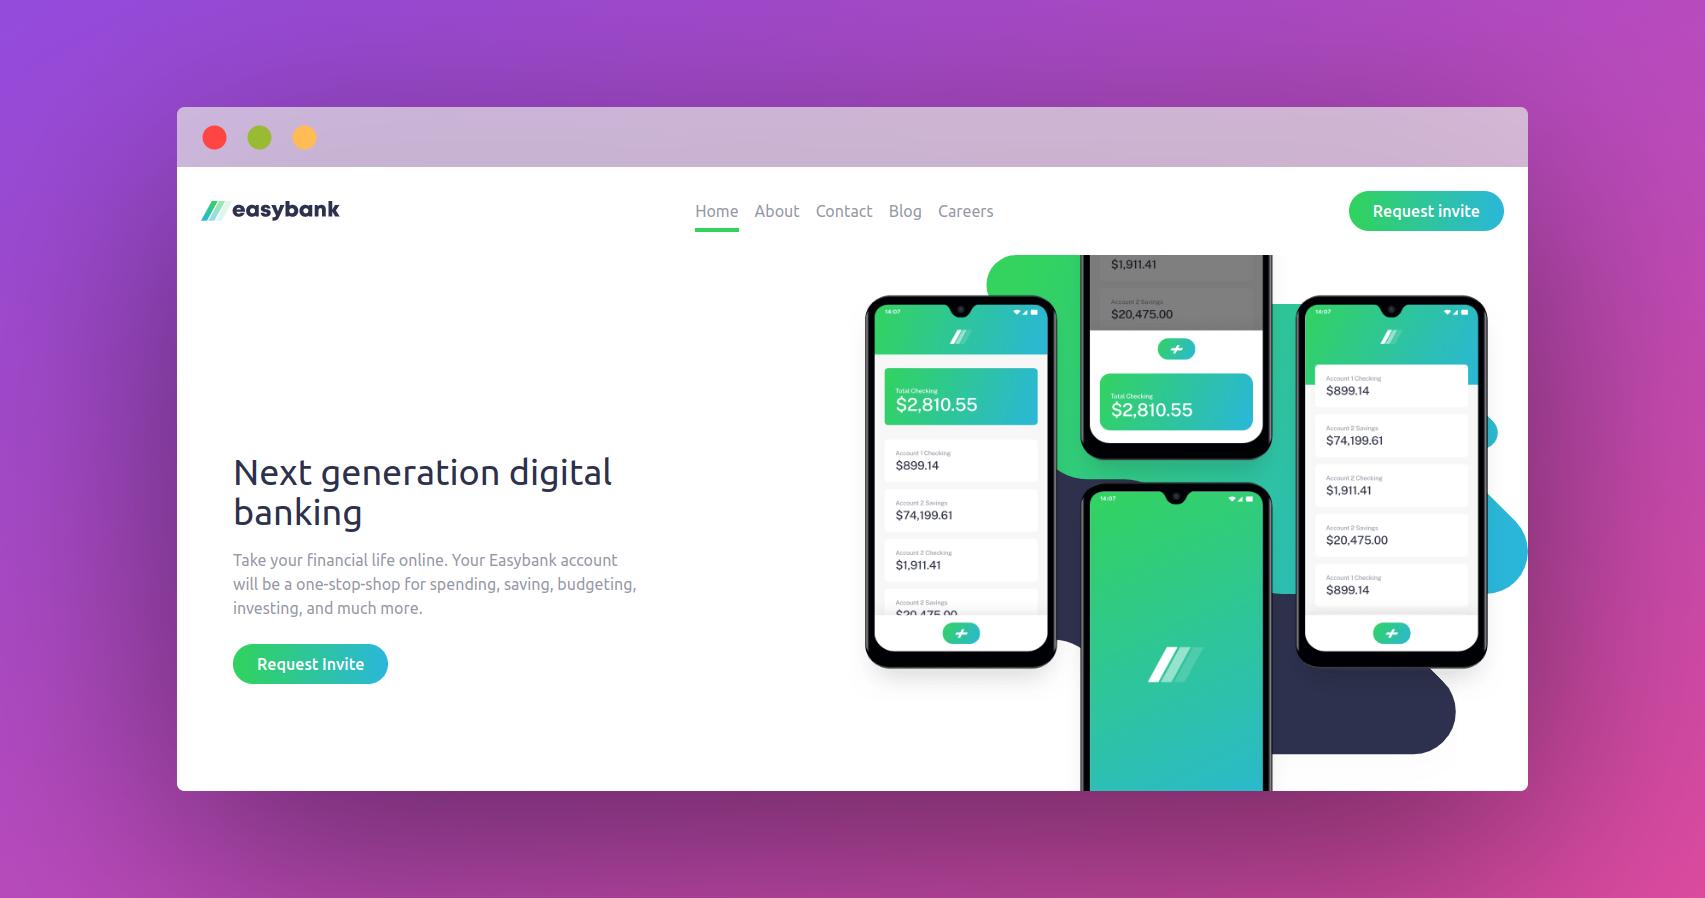 easybank
Home About Contact Blog Careers
Request invite
Next generation digital
banking
Take your financial life online. Your Easybank account
will be a one-stop-shop for spending, saving, budgeting,
investing, and much more.
Request Invite
14:07
Total Checking
$2,810.55
Account 1 Checking
$899.14
Account 2 Savings
$74,199.61
Account 2 Checking
$1,911.41
Account 2 Savings
$20,475.00
$1,911.41
Account 2 Savings
$20,475.00
Total Checking
$2,810.55
14:07
14:07
Account 1 Checking
$899.14
Account 2 Savings
$74,199.61
Account 2 Checking
$1,911.41
Account 2 Savings
$20,475.00
Account 1 Checking
$899.14